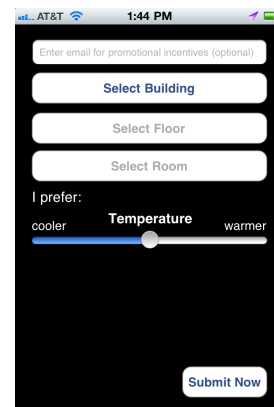 AT&T 1:44 PM
Enter email for promotional incentives (optional)
Select Building
Select Floor
Select Room
I prefer:
cooler Temperature warmer
Submit Now